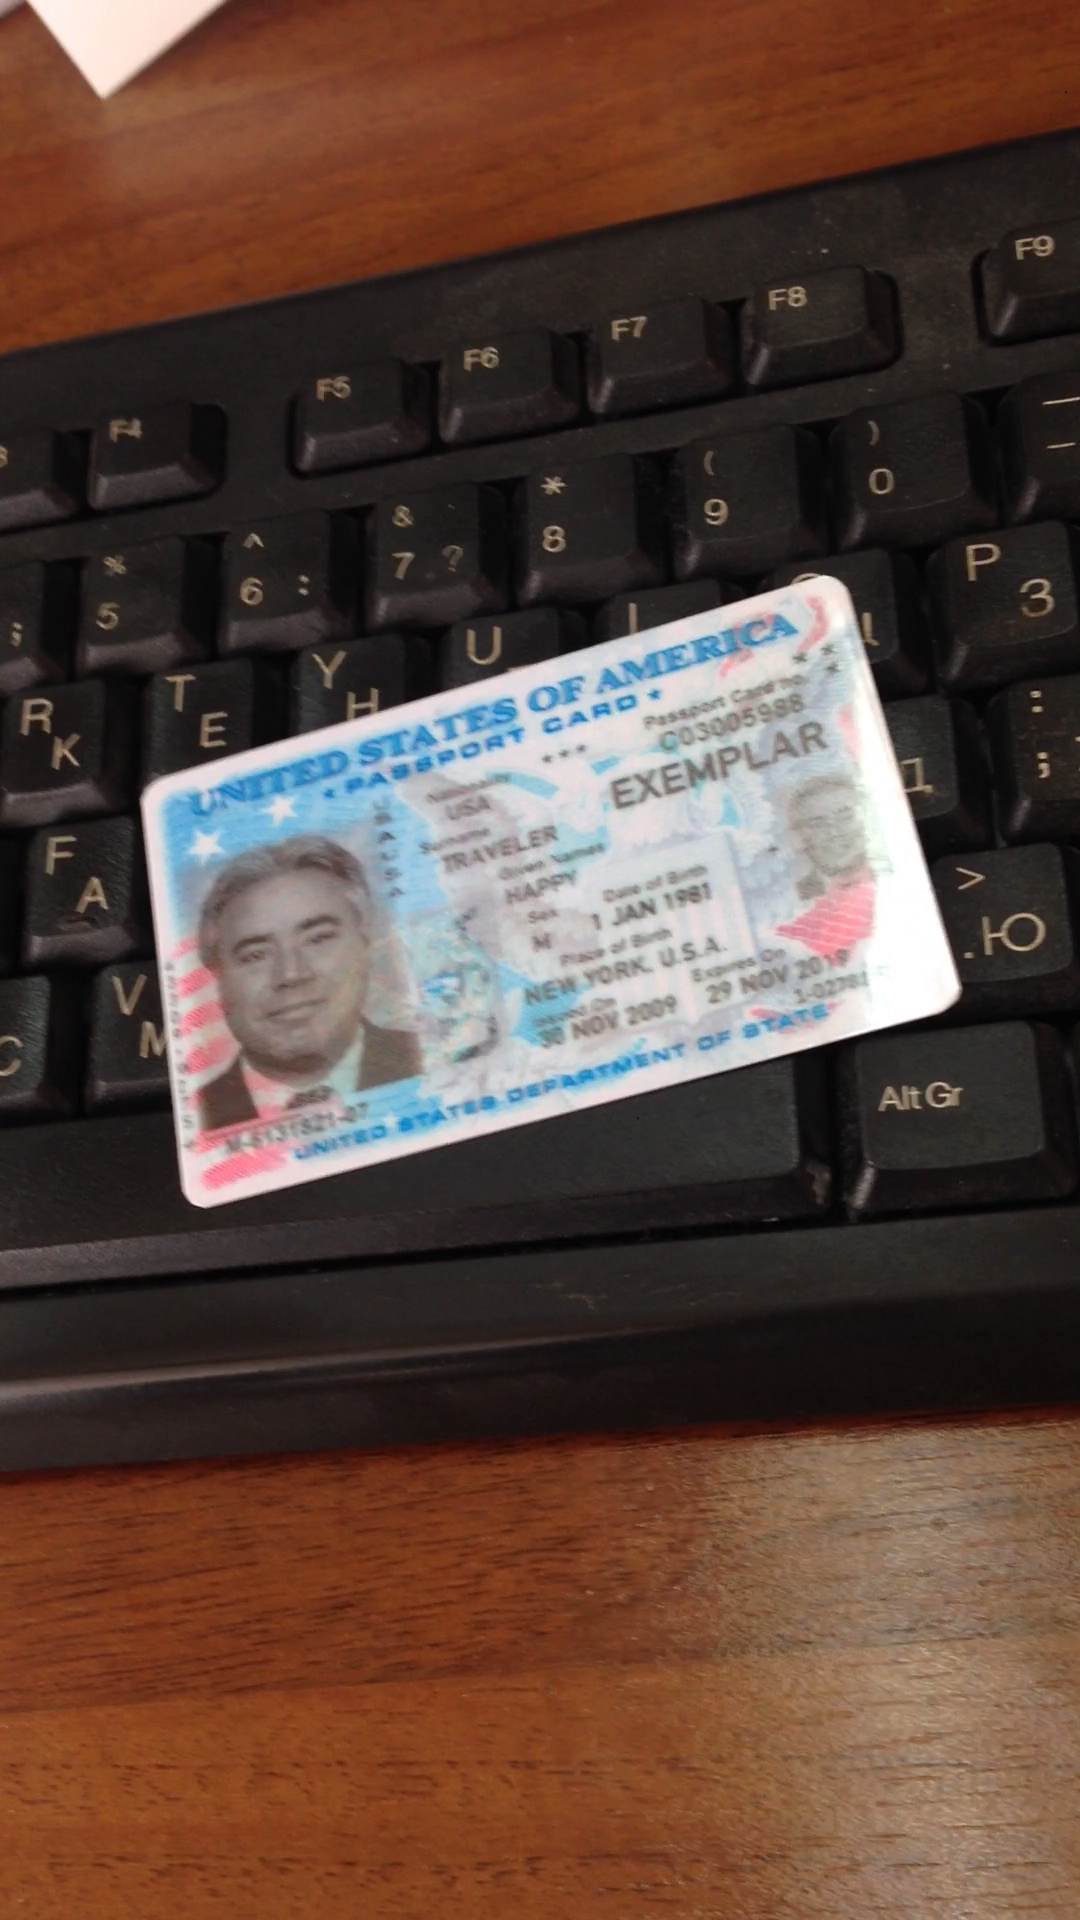 F4
F5
F6
F7
F8
F9
%
5
^
6 :
&
7 ?
*
8
(
9
)
0
—
-
;
R
K
T
E
Y
H
U
P
З
:
;
F
A
Д
>
. Ю
C
V
M
Alt Gr
UNITED STATES OF AMERICA
★ PASSPORT CARD ★
Passport Card no.
C03005988
★★★
EXEMPLAR
Nationality
USA
USAUSA
Surname
TRAVELER
Given Names
HAPPY
Sex
M
Date of Birth
1 JAN 1981
Place of Birth
NEW YORK, U.S.A.
Issued On
30 NOV 2009
Expires On
29 NOV 2019
UNITED STATES DEPARTMENT OF STATE